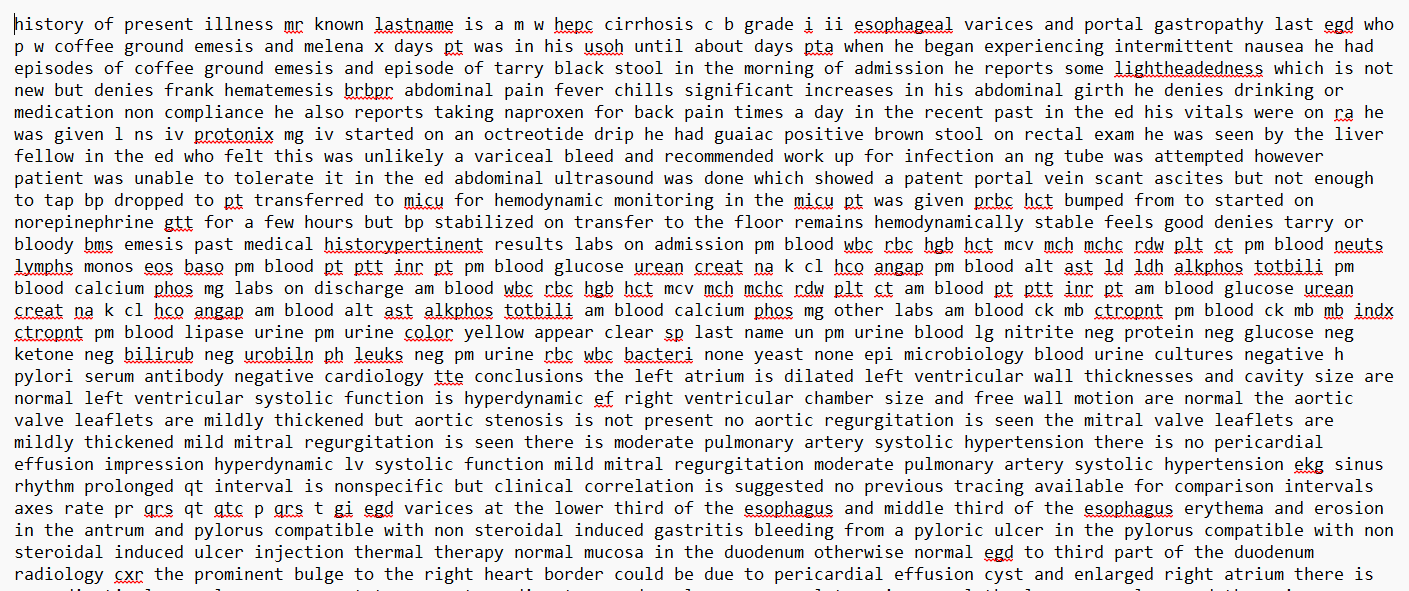 history of present illness mr known lastname is a m w hepc cirrhosis c b grade i ii esophageal varices and portal gastropathy last egd who
p w coffee ground emesis and melena x days pt was in his usoh until about days pta when he began experiencing intermittent nausea he had
episodes of coffee ground emesis and episode of tarry black stool in the morning of admission he reports some lightheadedness which is not
new but denies frank hematemesis brbpr abdominal pain fever chills significant increases in his abdominal girth he denies drinking or
medication non compliance he also reports taking naproxen for back pain times a day in the recent past in the ed his vitals were on ra he
was given l ns iv protonix mg iv started on an octreotide drip he had guaiac positive brown stool on rectal exam he was seen by the liver
fellow in the ed who felt this was unlikely a variceal bleed and recommended work up for infection an ng tube was attempted however
patient was unable to tolerate it in the ed abdominal ultrasound was done which showed a patent portal vein scant ascites but not enough
to tap bp dropped to pt transferred to micu for hemodynamic monitoring in the micu pt was given prbc hct bumped from to started on
norepinephrine gtt for a few hours but bp stabilized on transfer to the floor remains hemodynamically stable feels good denies tarry or
bloody bms emesis past medical historypertinent results labs on admission pm blood wbc rbc hgb hct mcv mch mchc rdw plt ct pm blood neuts
lymphs monos eos baso pm blood pt ptt inr pt pm blood glucose urean creat na k cl hco angap pm blood alt ast ld ldh alkphos totbili pm
blood calcium phos mg labs on discharge am blood wbc rbc hgb hct mcv mch mchc rdw plt ct am blood pt ptt inr pt am blood glucose urean
creat na k cl hco angap am blood alt ast alkphos totbili am blood calcium phos mg other labs am blood ck mb ctropnt pm blood ck mb mb indx
ctropnt pm blood lipase urine pm urine color yellow appear clear sp last name un pm urine blood lg nitrite neg protein neg glucose neg
ketone neg bilirub neg urobiln ph leuks neg pm urine rbc wbc bacteri none yeast none epi microbiology blood urine cultures negative h
pylori serum antibody negative cardiology tte conclusions the left atrium is dilated left ventricular wall thicknesses and cavity size are
normal left ventricular systolic function is hyperdynamic ef right ventricular chamber size and free wall motion are normal the aortic
valve leaflets are mildly thickened but aortic stenosis is not present no aortic regurgitation is seen the mitral valve leaflets are
mildly thickened mild mitral regurgitation is seen there is moderate pulmonary artery systolic hypertension there is no pericardial
effusion impression hyperdynamic lv systolic function mild mitral regurgitation moderate pulmonary artery systolic hypertension ekg sinus
rhythm prolonged qt interval is nonspecific but clinical correlation is suggested no previous tracing available for comparison intervals
axes rate pr qrs qt qtc p qrs t gi egd varices at the lower third of the esophagus and middle third of the esophagus erythema and erosion
in the antrum and pylorus compatible with non steroidal induced gastritis bleeding from a pyloric ulcer in the pylorus compatible with non
steroidal induced ulcer injection thermal therapy normal mucosa in the duodenum otherwise normal egd to third part of the duodenum
radiology cxr the prominent bulge to the right heart border could be due to pericardial effusion cyst and enlarged right atrium there is